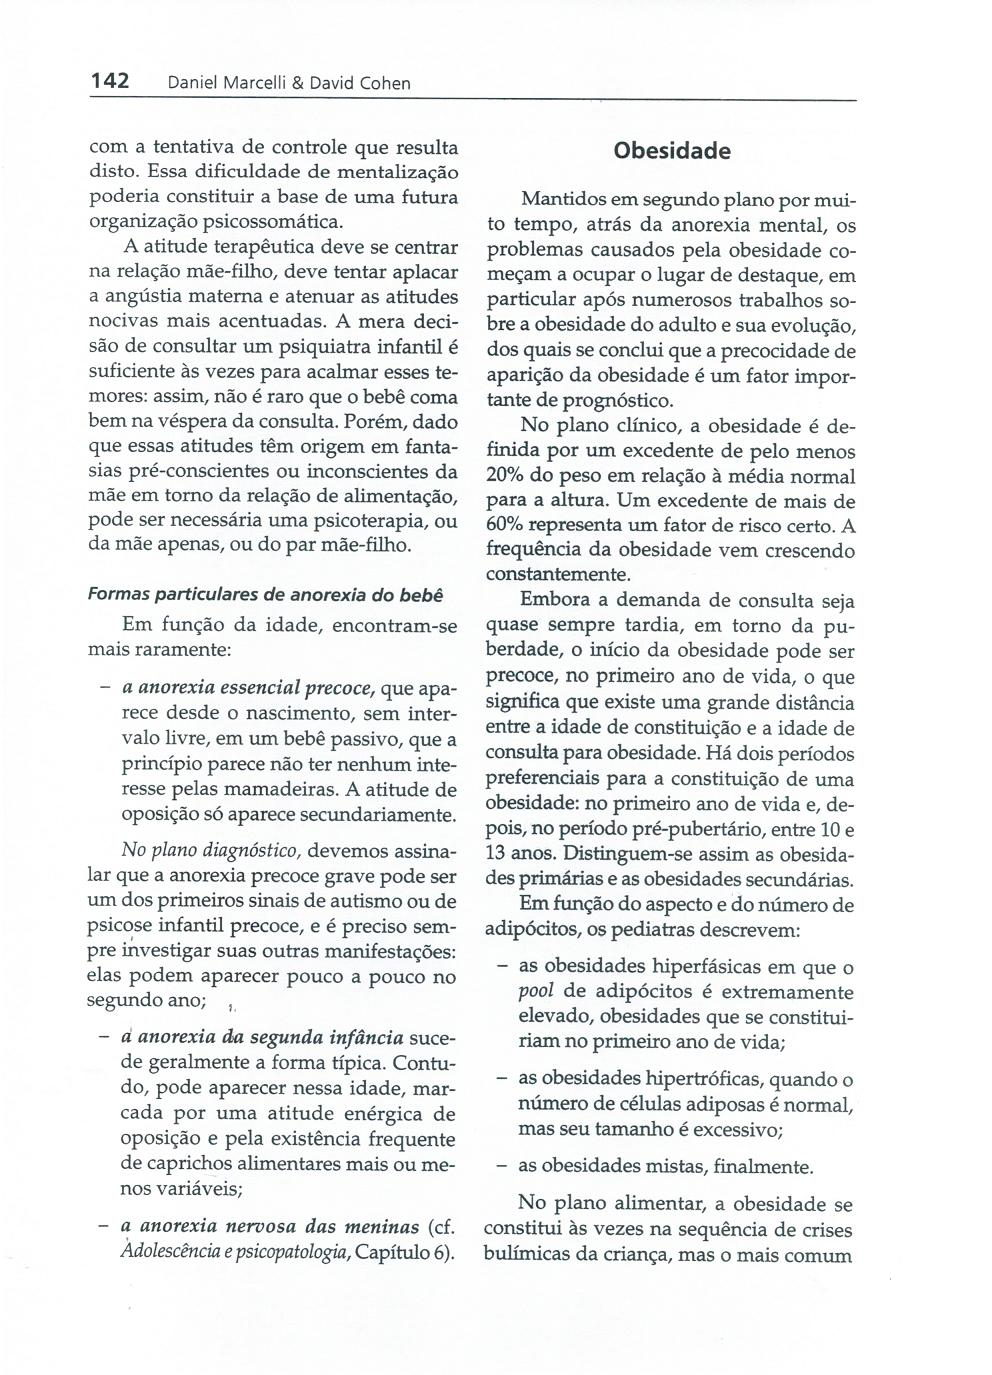 142 Daniel Marcelli & David Cohen
com a tentativa de controle que resulta
disto. Essa dificuldade de mentalização
poderia constituir a base de uma futura
organização psicossomática.
A atitude terapêutica deve se centrar
na relação mãe-filho, deve tentar aplacar
a angústia materna e atenuar as atitudes
nocivas mais acentuadas. A mera deci-
são de consultar um psiquiatra infantil é
suficiente às vezes para acalmar esses te-
mores: assim, não é raro que o bebê coma
bem na véspera da consulta. Porém, dado
que essas atitudes têm origem em fanta-
sias pré-conscientes ou inconscientes da
mãe em torno da relação de alimentação,
pode ser necessária uma psicoterapia, ou
da mãe apenas, ou do par mãe-filho.
Formas particulares de anorexia do bebê
Em função da idade, encontram-se
mais raramente:
– a anorexia essencial precoce, que apa-
rece desde o nascimento, sem inter-
valo livre, em um bebê passivo, que a
princípio parece não ter nenhum inte-
resse pelas mamadeiras. A atitude de
oposição só aparece secundariamente.
No plano diagnóstico, devemos assina-
lar que a anorexia precoce grave pode ser
um dos primeiros sinais de autismo ou de
psicose infantil precoce, e é preciso sem-
pre investigar suas outras manifestações:
elas podem aparecer pouco a pouco no
segundo ano;
– a anorexia da segunda infância suce-
de geralmente a forma típica. Contu-
do, pode aparecer nessa idade, mar-
cada por uma atitude enérgica de
oposição e pela existência frequente
de caprichos alimentares mais ou me-
nos variáveis;
– a anorexia nervosa das meninas (cf.
Adolescência e psicopatologia, Capítulo 6).
Obesidade
Mantidos em segundo plano por mui-
to tempo, atrás da anorexia mental, os
problemas causados pela obesidade co-
meçam a ocupar o lugar de destaque, em
particular após numerosos trabalhos so-
bre a obesidade do adulto e sua evolução,
dos quais se conclui que a precocidade de
aparição da obesidade é um fator impor-
tante de prognóstico.
No plano clínico, a obesidade é de-
finida por um excedente de pelo menos
20% do peso em relação à média normal
para a altura. Um excedente de mais de
60% representa um fator de risco certo. A
frequência da obesidade vem crescendo
constantemente.
Embora a demanda de consulta seja
quase sempre tardia, em torno da pu-
berdade, o início da obesidade pode ser
precoce, no primeiro ano de vida, o que
significa que existe uma grande distância
entre a idade de constituição e a idade de
consulta para obesidade. Há dois períodos
preferenciais para a constituição de uma
obesidade: no primeiro ano de vida e, de-
pois, no período pré-pubertário, entre 10 e
13 anos. Distinguem-se assim as obesida-
des primárias e as obesidades secundárias.
Em função do aspecto e do número de
adipócitos, os pediatras descrevem:
– as obesidades hiperfásicas em que o
pool de adipócitos é extremamente
elevado, obesidades que se constitui-
riam no primeiro ano de vida;
– as obesidades hipertróficas, quando o
número de células adiposas é normal,
mas seu tamanho é excessivo;
– as obesidades mistas, finalmente.
No plano alimentar, a obesidade se
constitui às vezes na sequência de crises
bulímicas da criança, mas o mais comum